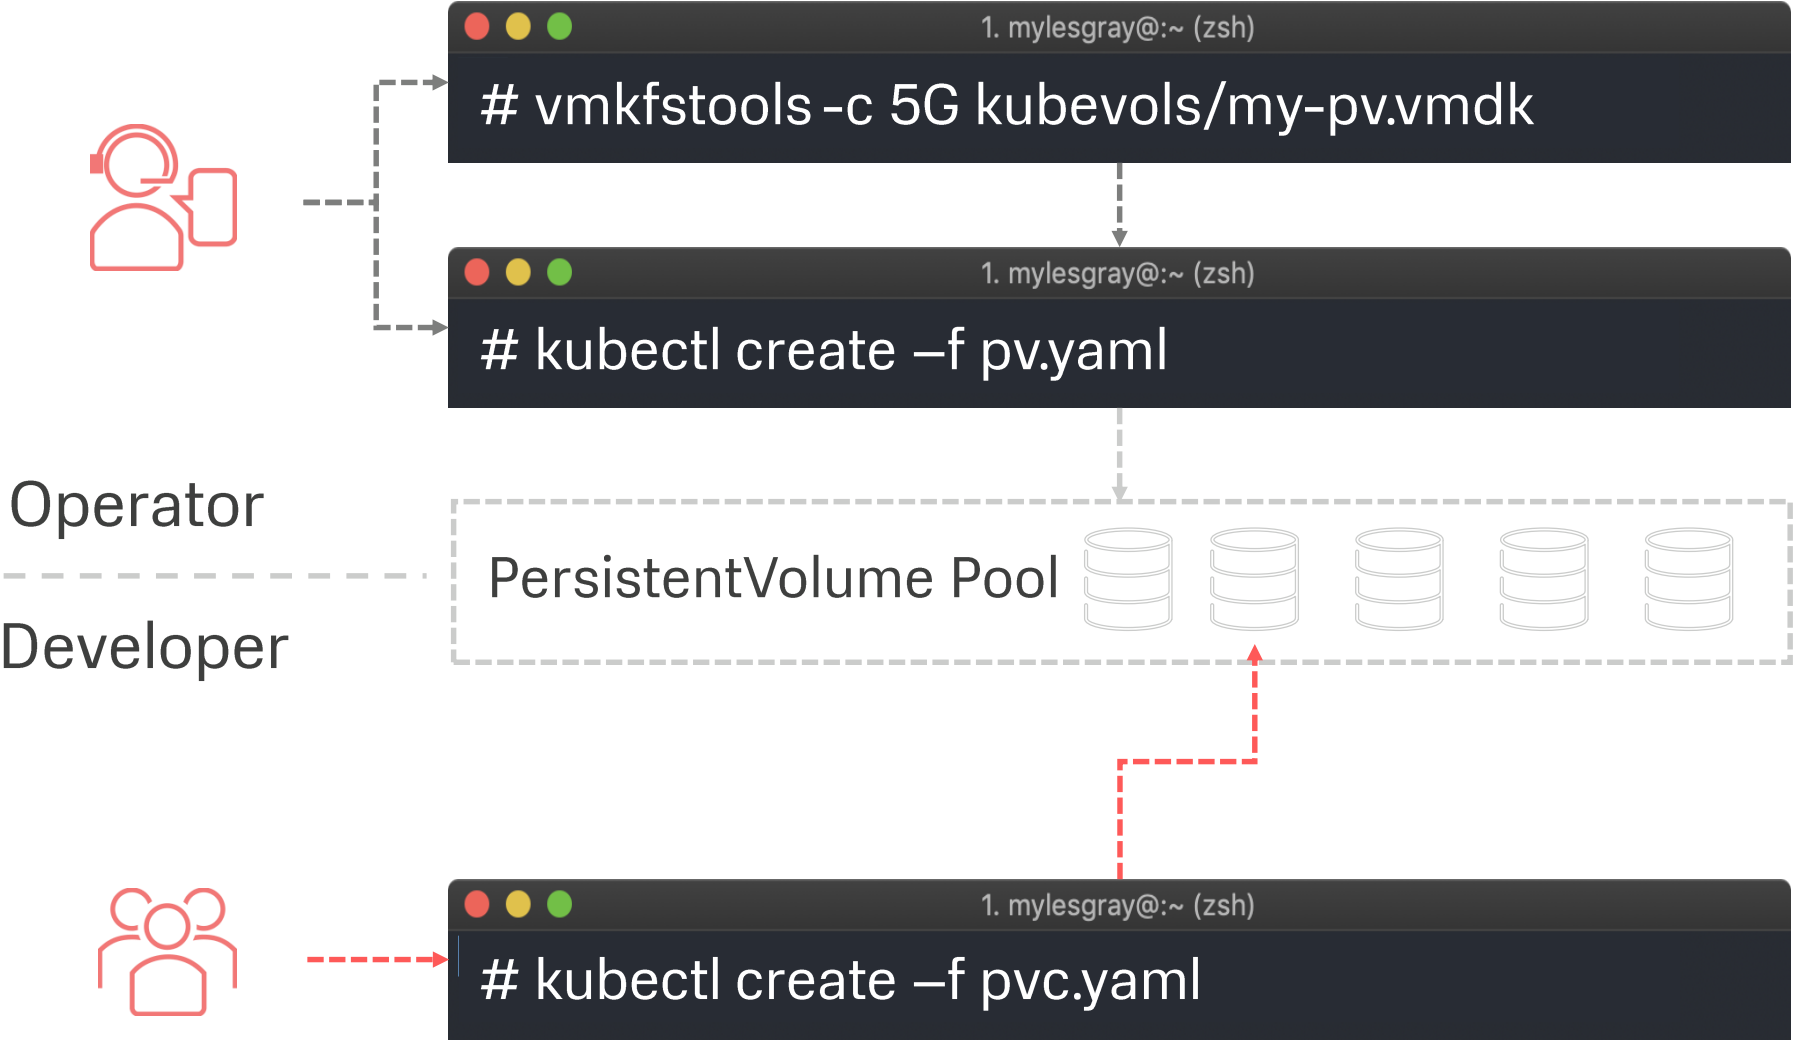 1. mylesgray@:~ (zsh)
# vmkfstools -c 5G kubevols/my-pv.vmdk
1. mylesgray@:~ (zsh)
# kubectl create –f pv.yaml
Operator
PersistentVolume Pool
Developer
1. mylesgray@:~ (zsh)
# kubectl create –f pvc.yaml